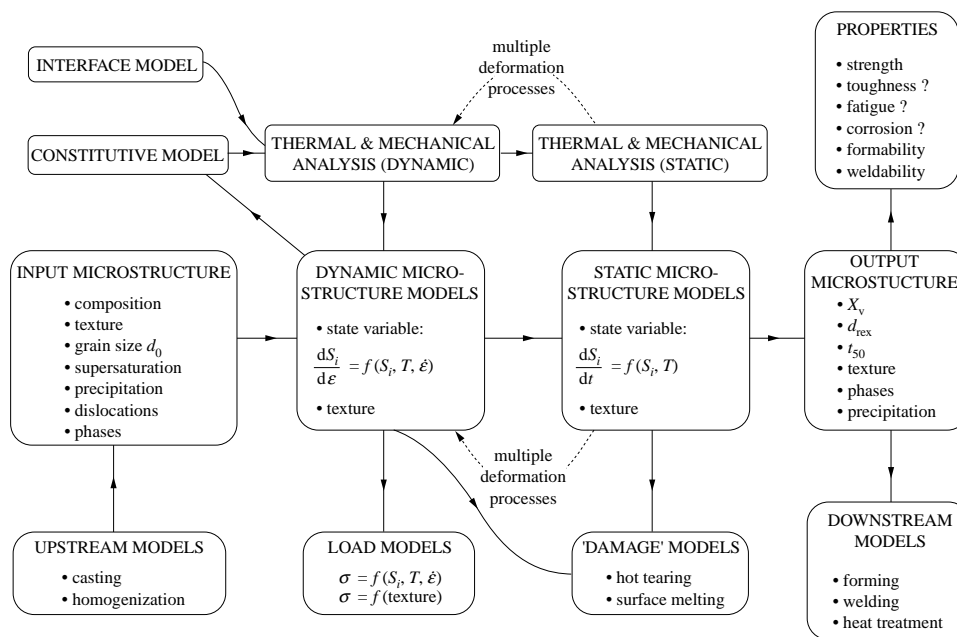 INTERFACE MODEL
CONSTITUTIVE MODEL
multiple
deformation
processes
THERMAL & MECHANICAL
ANALYSIS (DYNAMIC)
THERMAL & MECHANICAL
ANALYSIS (STATIC)
PROPERTIES
• strength
• toughness ?
• fatigue ?
• corrosion ?
• formability
• weldability
INPUT MICROSTRUCTURE
• composition
• texture
• grain size d₀
• supersaturation
• precipitation
• dislocations
• phases
DYNAMIC MICRO-
STRUCTURE MODELS
• state variable:
dSᵢ/dε = f(Sᵢ, T, ε̇)
• texture
STATIC MICRO-
STRUCTURE MODELS
• state variable:
dSᵢ/dt = f(Sᵢ, T)
• texture
OUTPUT
MICROSTUCTURE
• Xᵥ
• d_rex
• t₅₀
• texture
• phases
• precipitation
multiple
deformation
processes
UPSTREAM MODELS
• casting
• homogenization
LOAD MODELS
σ = f(Sᵢ, T, ε̇)
σ = f(texture)
'DAMAGE' MODELS
• hot tearing
• surface melting
DOWNSTREAM
MODELS
• forming
• welding
• heat treatment